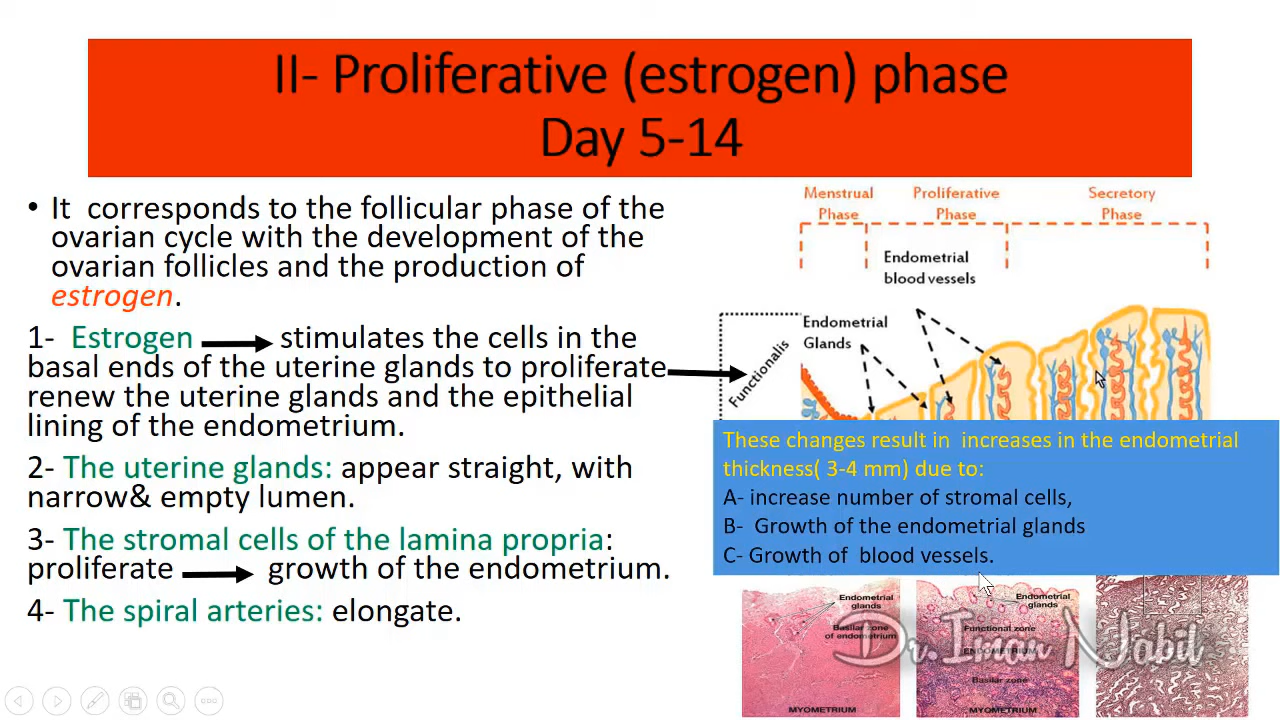 II- Proliferative (estrogen) phase
Day 5-14
• It corresponds to the follicular phase of the
ovarian cycle with the development of the
ovarian follicles and the production of
estrogen.
1- Estrogen stimulates the cells in the
basal ends of the uterine glands to proliferate
renew the uterine glands and the epithelial
lining of the endometrium.
2- The uterine glands: appear straight, with
narrow& empty lumen.
3- The stromal cells of the lamina propria:
proliferate growth of the endometrium.
4- The spiral arteries: elongate.
Menstrual
Phase
Proliferative
Phase
Secretory
Phase
Endometrial
blood vessels
Endometrial
Glands
Functionalis
These changes result in increases in the endometrial
thickness( 3-4 mm) due to:
A- increase number of stromal cells,
B- Growth of the endometrial glands
C- Growth of blood vessels.
Endometrial
glands
Basilar zone
of endometrium
MYOMETRIUM
Endometrial
glands
Functional zone
ENDOMETRIUM
Basilar zone
MYOMETRIUM
Dr.Iman Nabil